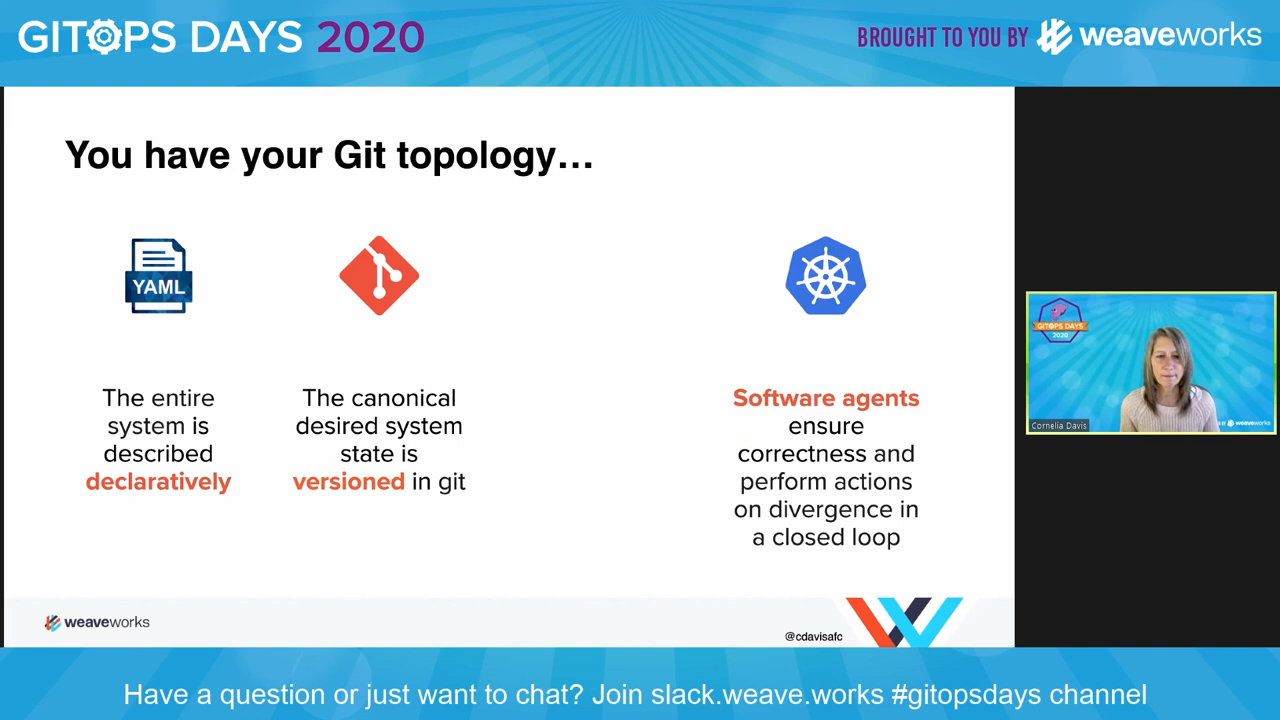 GITOPS DAYS 2020
BROUGHT TO YOU BY weaveworks
You have your Git topology…
YAML
The entire
system is
described
declaratively
The canonical
desired system
state is
versioned in git
Software agents
ensure
correctness and
perform actions
on divergence in
a closed loop
GITOPS DAYS
2020
Cornelia Davis
weaveworks
weaveworks
@cdavisafc
Have a question or just want to chat? Join slack.weave.works #gitopsdays channel